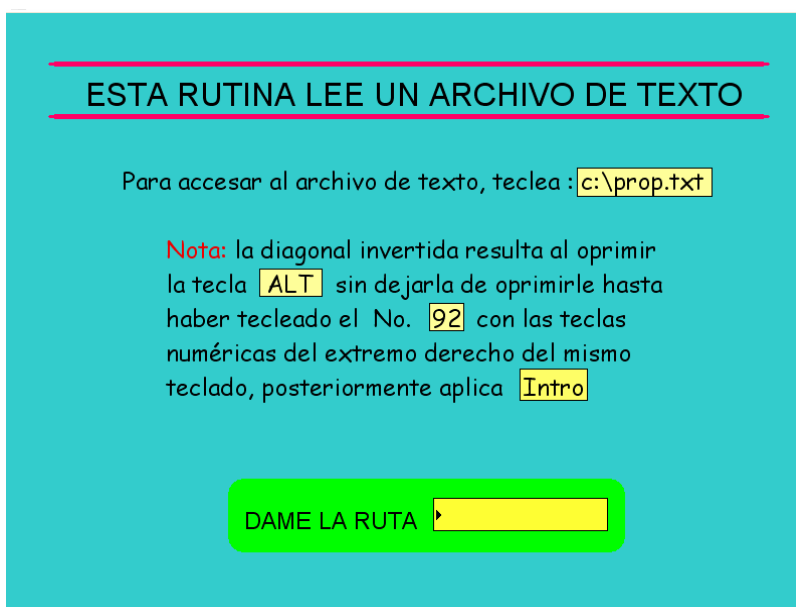 ESTA RUTINA LEE UN ARCHIVO DE TEXTO
Para accesar al archivo de texto, teclea : c:\prop.txt
Nota: la diagonal invertida resulta al oprimir
la tecla ALT sin dejarla de oprimirle hasta
haber tecleado el No. 92 con las teclas
numéricas del extremo derecho del mismo
teclado, posteriormente aplica Intro
DAME LA RUTA